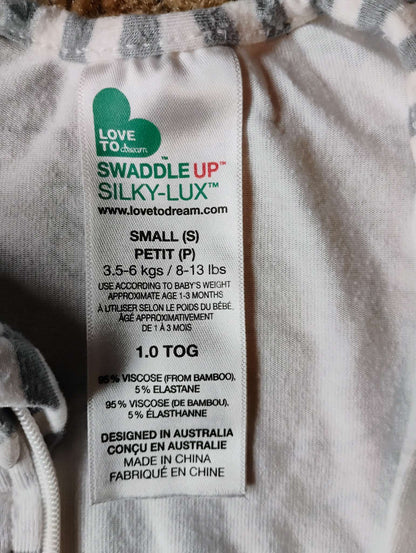 LOVE
TO dream™
SWADDLE UP™
SILKY-LUX™
www.lovetodream.com
SMALL (S)
PETIT (P)
3.5-6 kgs / 8-13 lbs
USE ACCORDING TO BABY'S WEIGHT
APPROXIMATE AGE 1-3 MONTHS
À UTILISER SELON LE POIDS DU BÉBÉ.
ÂGE APPROXIMATIVEMENT
DE 1 À 3 MOIS
1.0 TOG
95% VISCOSE (FROM BAMBOO),
5% ELASTANE
95% VISCOSE (DE BAMBOU),
5% ÉLASTHANNE
DESIGNED IN AUSTRALIA
CONÇU EN AUSTRALIE
MADE IN CHINA
FABRIQUÉ EN CHINE